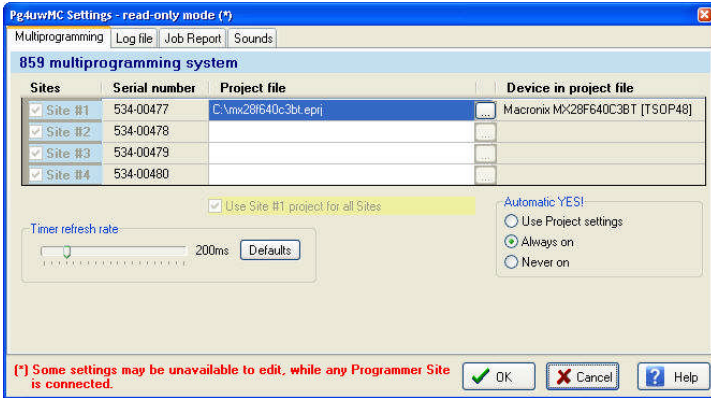 Pg4uwMC Settings - read-only mode (*)
Multiprogramming Log file Job Report Sounds
859 multiprogramming system
Sites Serial number Project file Device in project file
Site #1 534-00477 C:\mx28f640c3bt.eprj ... Macronix MX28F640C3BT [TSOP48]
Site #2 534-00478 ...
Site #3 534-00479 ...
Site #4 534-00480 ...
Use Site #1 project for all Sites
Automatic YES!
Use Project settings
Timer refresh rate
200ms Defaults
Always on
Never on
(*) Some settings may be unavailable to edit, while any Programmer Site
is connected.
OK Cancel Help